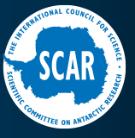 THE INTERNATIONAL COUNCIL FOR SCIENCE -
SCAR
SCIENTIFIC COMMITTEE ON ANTARCTIC RESEARCH